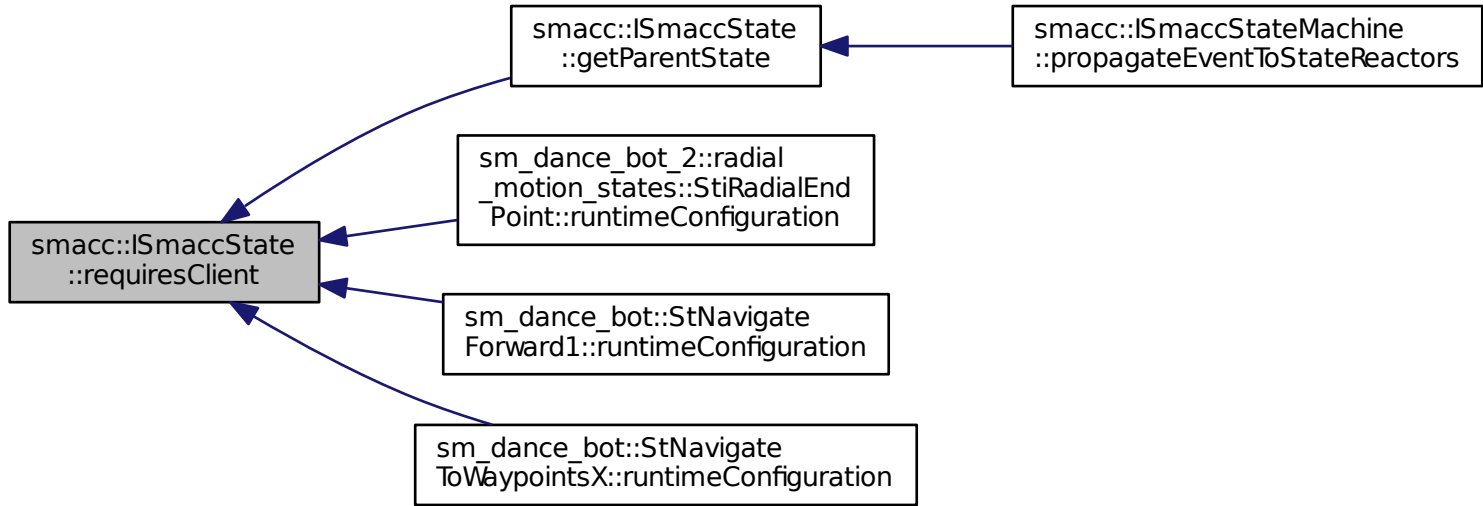 smacc::ISmaccState
::getParentState
smacc::ISmaccStateMachine
::propagateEventToStateReactors
sm_dance_bot_2::radial
_motion_states::StiRadialEnd
_Point::runtimeConfiguration
smacc::ISmaccState
::requiresClient
sm_dance_bot::StNavigate
Forward1::runtimeConfiguration
sm_dance_bot::StNavigate
ToWaypointsX::runtimeConfiguration